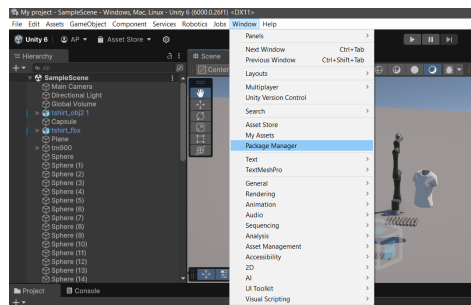 My project - SampleScene - Windows, Mac, Linux - Unity 6 (6000.0.26f1) <DX11>
File Edit Assets GameObject Component Services Robotics Jobs Window Help
Unity 6 AP Asset Store
Hierarchy
All
SampleScene
Main Camera
Directional Light
Global Volume
tshirt_obj2 1
Capsule
tshirt_fbx
Plane
tm900
Sphere
Sphere (1)
Sphere (2)
Sphere (3)
Sphere (4)
Sphere (5)
Sphere (6)
Sphere (7)
Sphere (8)
Sphere (9)
Sphere (10)
Sphere (11)
Sphere (12)
Sphere (13)
Sphere (14)
Project Console
Scene
Center
Panels
Next Window Ctrl+Tab
Previous Window Ctrl+Shift+Tab
Layouts
Multiplayer
Unity Version Control
Search
Asset Store
My Assets
Package Manager
Text
TextMeshPro
General
Rendering
Animation
Audio
Sequencing
Analysis
Asset Management
Accessibility
2D
AI
UI Toolkit
Visual Scripting